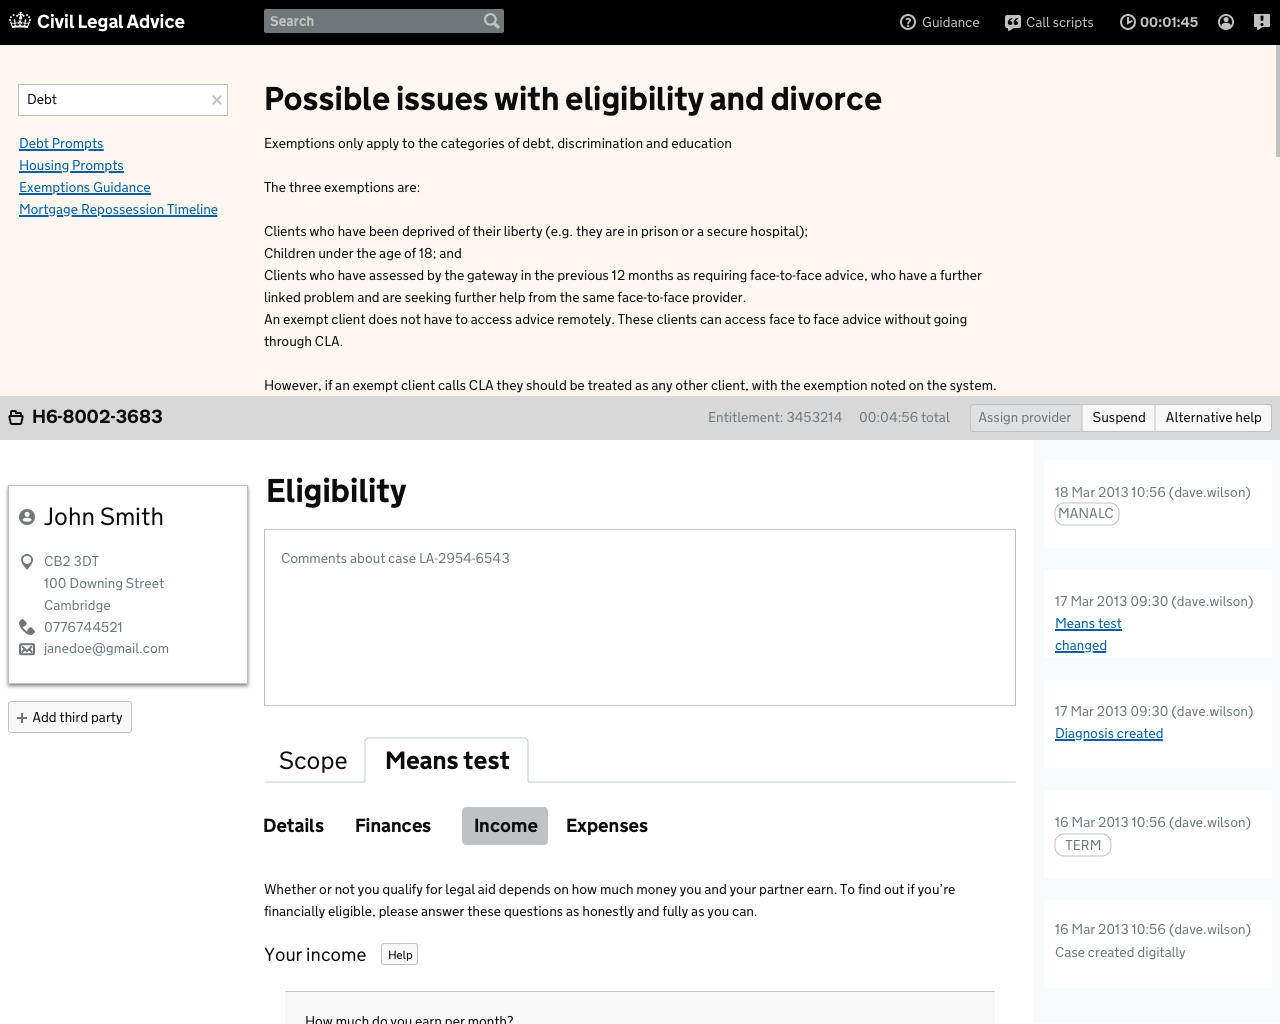 Civil Legal Advice
Search
Guidance
Call scripts
00:01:45
Debt
Debt Prompts
Housing Prompts
Exemptions Guidance
Mortgage Repossession Timeline
Possible issues with eligibility and divorce
Exemptions only apply to the categories of debt, discrimination and education
The three exemptions are:
Clients who have been deprived of their liberty (e.g. they are in prison or a secure hospital);
Children under the age of 18; and
Clients who have assessed by the gateway in the previous 12 months as requiring face-to-face advice, who have a further
linked problem and are seeking further help from the same face-to-face provider.
An exempt client does not have to access advice remotely. These clients can access face to face advice without going
through CLA.
However, if an exempt client calls CLA they should be treated as any other client, with the exemption noted on the system.
H6-8002-3683
Entitlement: 3453214
00:04:56 total
Assign provider
Suspend
Alternative help
John Smith
CB2 3DT
100 Downing Street
Cambridge
0776744521
janedoe@gmail.com
Add third party
Eligibility
Comments about case LA-2954-6543
Scope
Means test
Details
Finances
Income
Expenses
Whether or not you qualify for legal aid depends on how much money you and your partner earn. To find out if you're
financially eligible, please answer these questions as honestly and fully as you can.
Your income
Help
How much do you earn per month?
18 Mar 2013 10:56 (dave.wilson)
MANALC
17 Mar 2013 09:30 (dave.wilson)
Means test
changed
17 Mar 2013 09:30 (dave.wilson)
Diagnosis created
16 Mar 2013 10:56 (dave.wilson)
TERM
16 Mar 2013 10:56 (dave.wilson)
Case created digitally